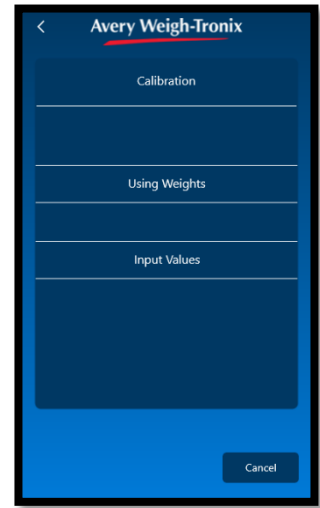 Avery Weigh-Tronix
Calibration
Using Weights
Input Values
Cancel